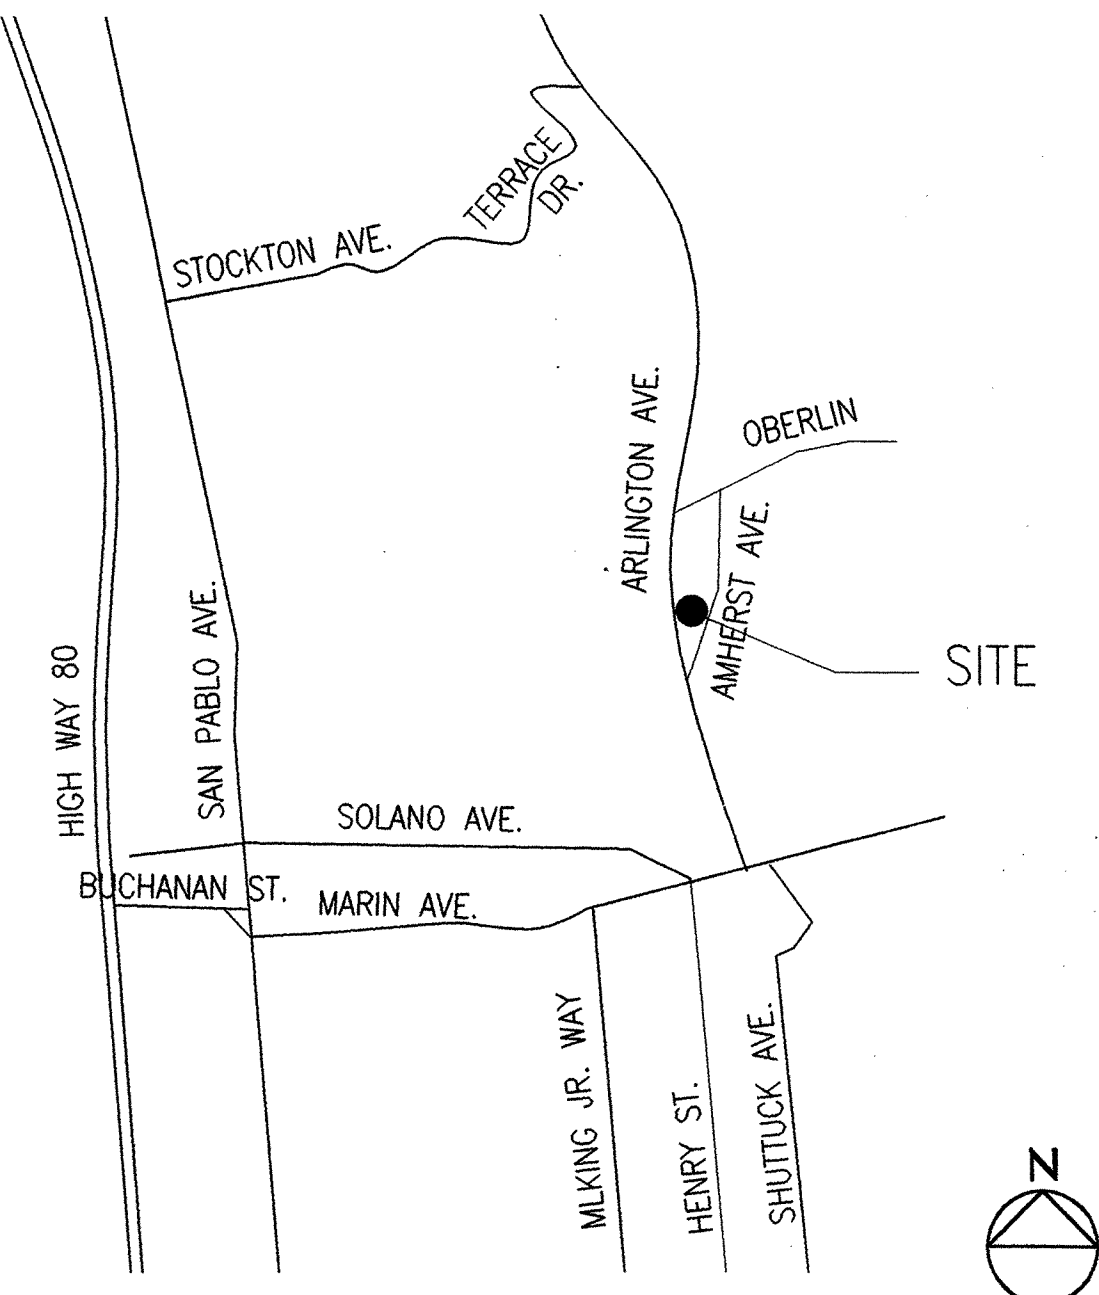 TERRACE
DR.
STOCKTON AVE.
ARLINGTON AVE.
OBERLIN
AMHERST AVE.
SITE
SAN PABLO AVE.
HIGH WAY 80
SOLANO AVE.
BUCHANAN ST.
MARIN AVE.
MLKING JR. WAY
HENRY ST.
SHUTTUCK AVE.
N